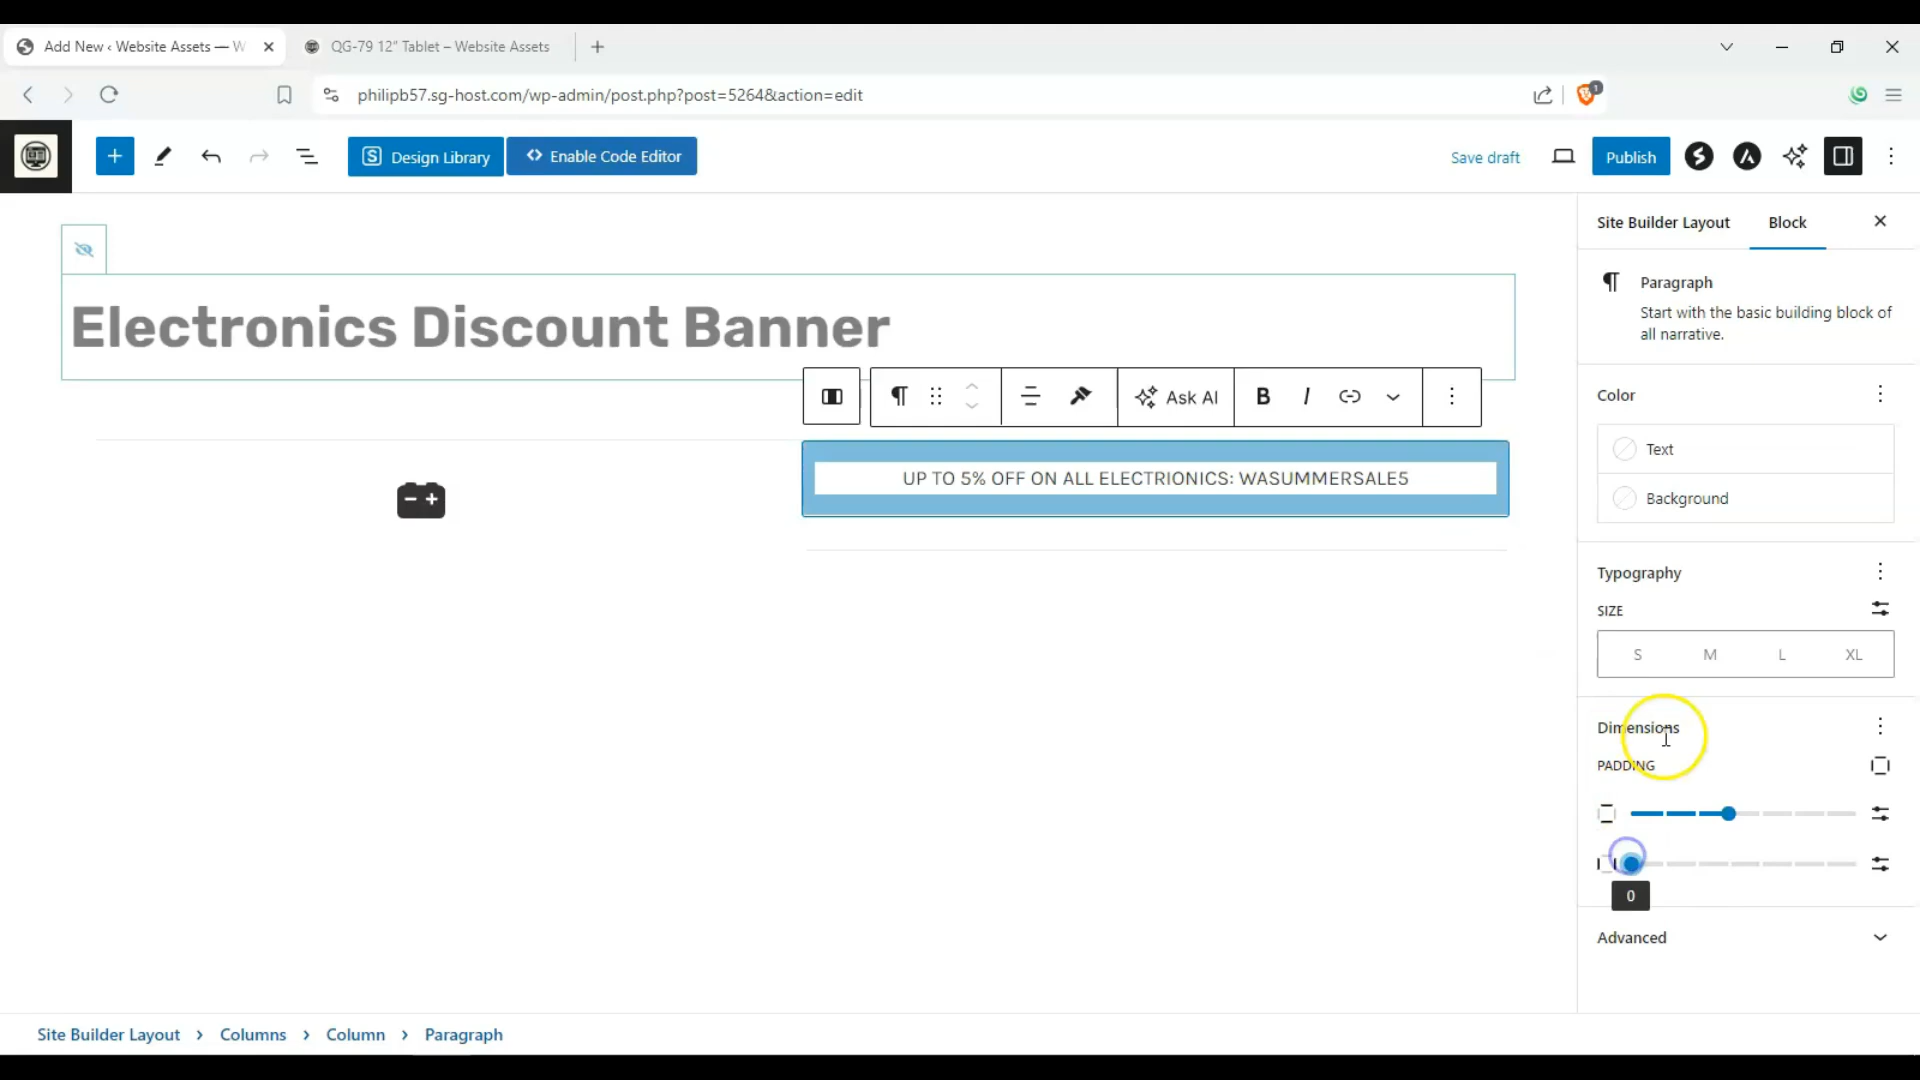 Add New ‹ Website Assets — W
QG-79 12" Tablet – Website Assets
philipb57.sg-host.com/wp-admin/post.php?post=5264&action=edit
1
Design Library
Enable Code Editor
Save draft
Publish
Site Builder Layout
Block
Paragraph
Start with the basic building block of
all narrative.
Electronics Discount Banner
Ask AI
B
I
Color
Text
Background
UP TO 5% OFF ON ALL ELECTRIONICS: WASUMMERSALE5
Typography
SIZE
S M L XL
Dimensions
PADDING
0
Advanced
Site Builder Layout › Columns › Column › Paragraph